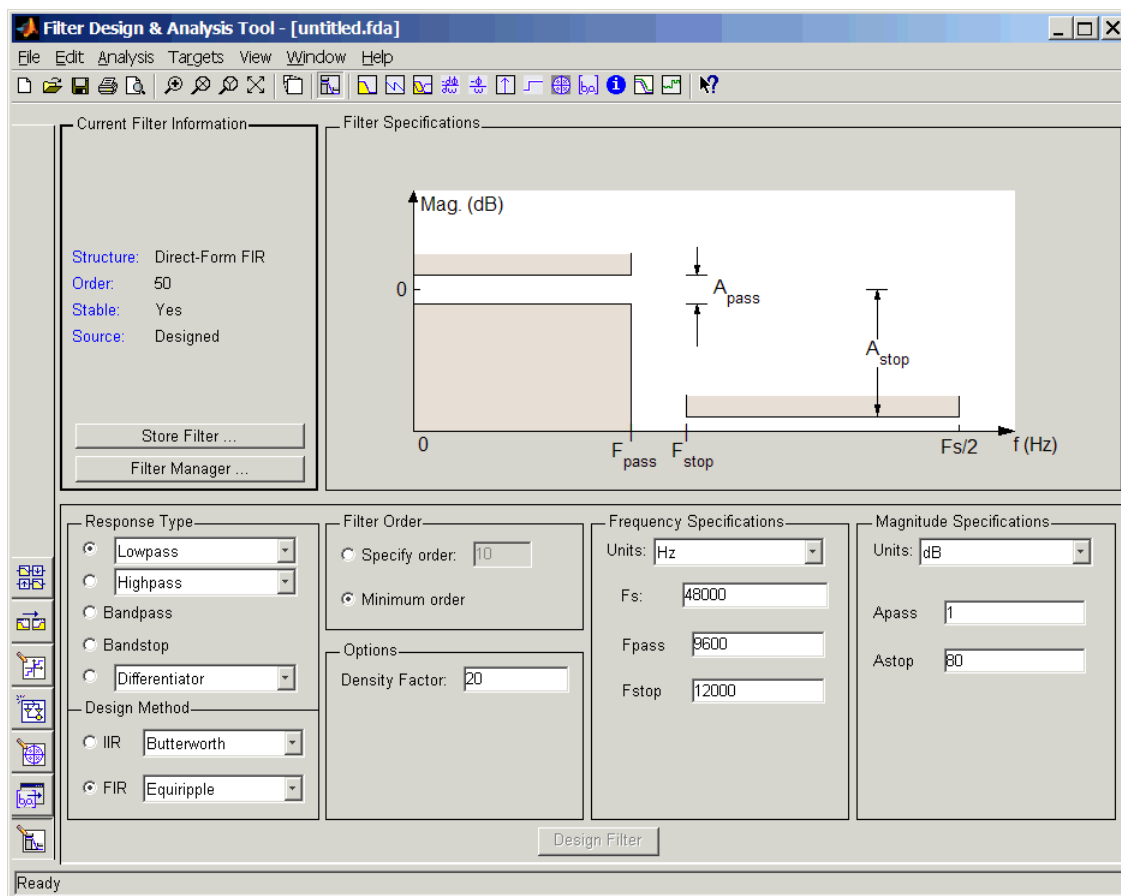 Filter Design & Analysis Tool - [untitled.fda]
File Edit Analysis Targets View Window Help
Current Filter Information
Structure: Direct-Form FIR
Order: 50
Stable: Yes
Source: Designed
Store Filter ...
Filter Manager ...
Filter Specifications
Mag. (dB)
0
A pass
A stop
0
F pass
F stop
Fs/2
f (Hz)
Response Type
Lowpass
Highpass
Bandpass
Bandstop
Differentiator
Design Method
IIR Butterworth
FIR Equiripple
Filter Order
Specify order: 10
Minimum order
Options
Density Factor: 20
Frequency Specifications
Units: Hz
Fs: 48000
Fpass 9600
Fstop 12000
Magnitude Specifications
Units: dB
Apass 1
Astop 80
Design Filter
Ready